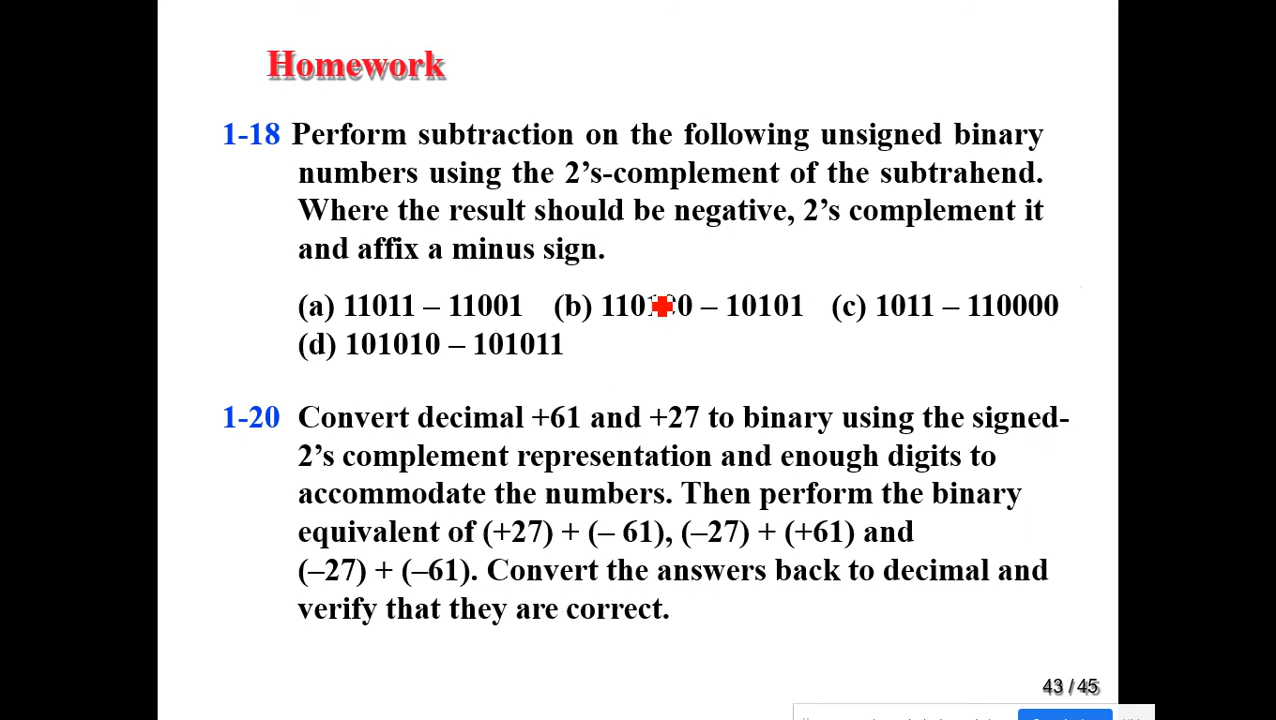 Homework
1-18 Perform subtraction on the following unsigned binary
numbers using the 2’s-complement of the subtrahend.
Where the result should be negative, 2’s complement it
and affix a minus sign.
(a) 11011 – 11001 (b) – 10101 (c) 1011 – 110000
(d) 101010 – 101011
1-20 Convert decimal +61 and +27 to binary using the signed-
2’s complement representation and enough digits to
accommodate the numbers. Then perform the binary
equivalent of (+27) + (– 61), (–27) + (+61) and
(–27) + (–61). Convert the answers back to decimal and
verify that they are correct.
43 / 45